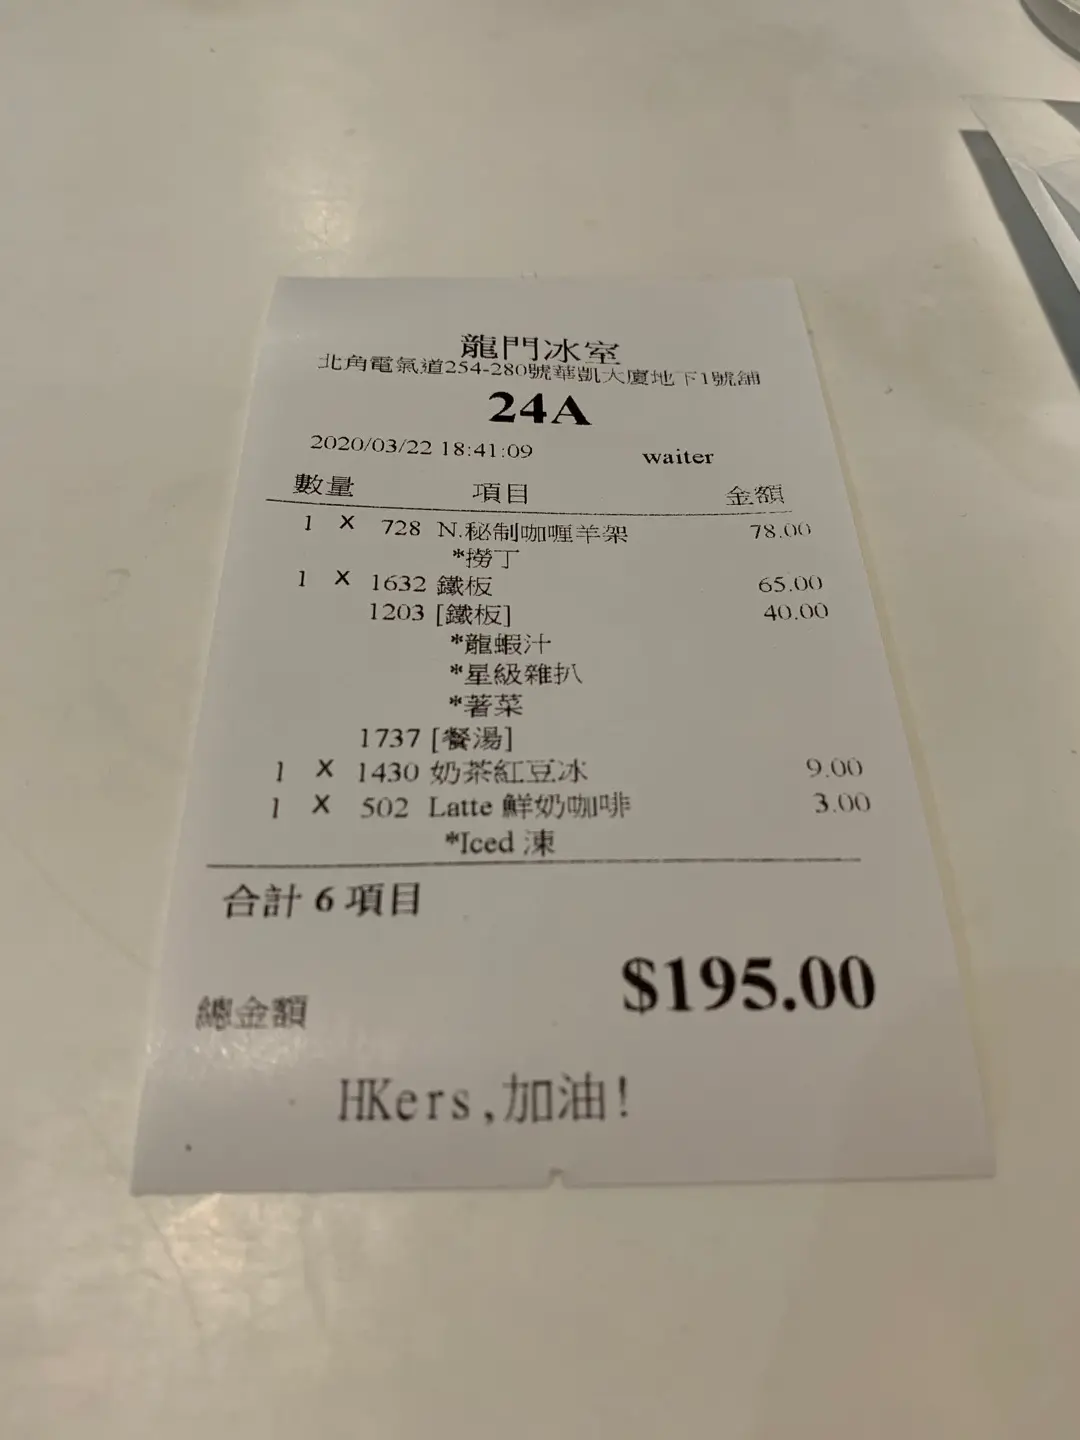 龍門冰室
北角電氣道254-280號華凱大廈地下1號舖
24A
2020/03/22 18:41:09 waiter
數量 項目 金額
1 X 728 N.秘制咖喱羊架 78.00
*撈丁
1 X 1632 鐵板 65.00
1203 [鐵板] 40.00
*龍蝦汁
*星級雜扒
*薯菜
1737 [餐湯]
1 X 1430 奶茶紅豆冰 9.00
1 X 502 Latte 鮮奶咖啡 3.00
*Iced 凍
合計 6 項目
$195.00
總金額
HKers,加油!